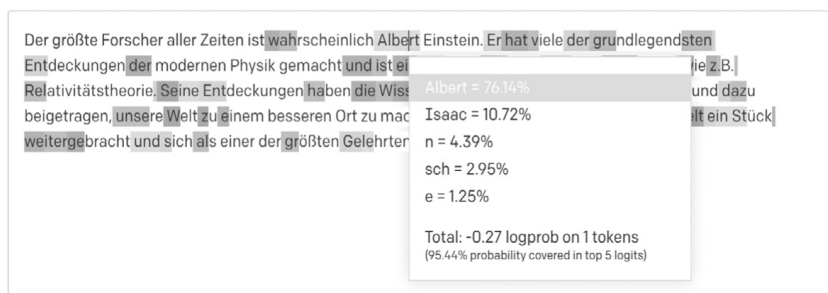 Der größte Forscher aller Zeiten ist wahrscheinlich Albert Einstein. Er hat viele der grundlegendsten
Entdeckungen der modernen Physik gemacht und ist ei ie z.B.
Relativitätstheorie. Seine Entdeckungen haben die Wiss und dazu
beigetragen, unsere Welt zu einem besseren Ort zu mac elt ein Stück
weitergebracht und sich als einer der größten Gelehrten
Albert = 76.14%
Isaac = 10.72%
n = 4.39%
sch = 2.95%
e = 1.25%
Total: -0.27 logprob on 1 tokens
(95.44% probability covered in top 5 logits)